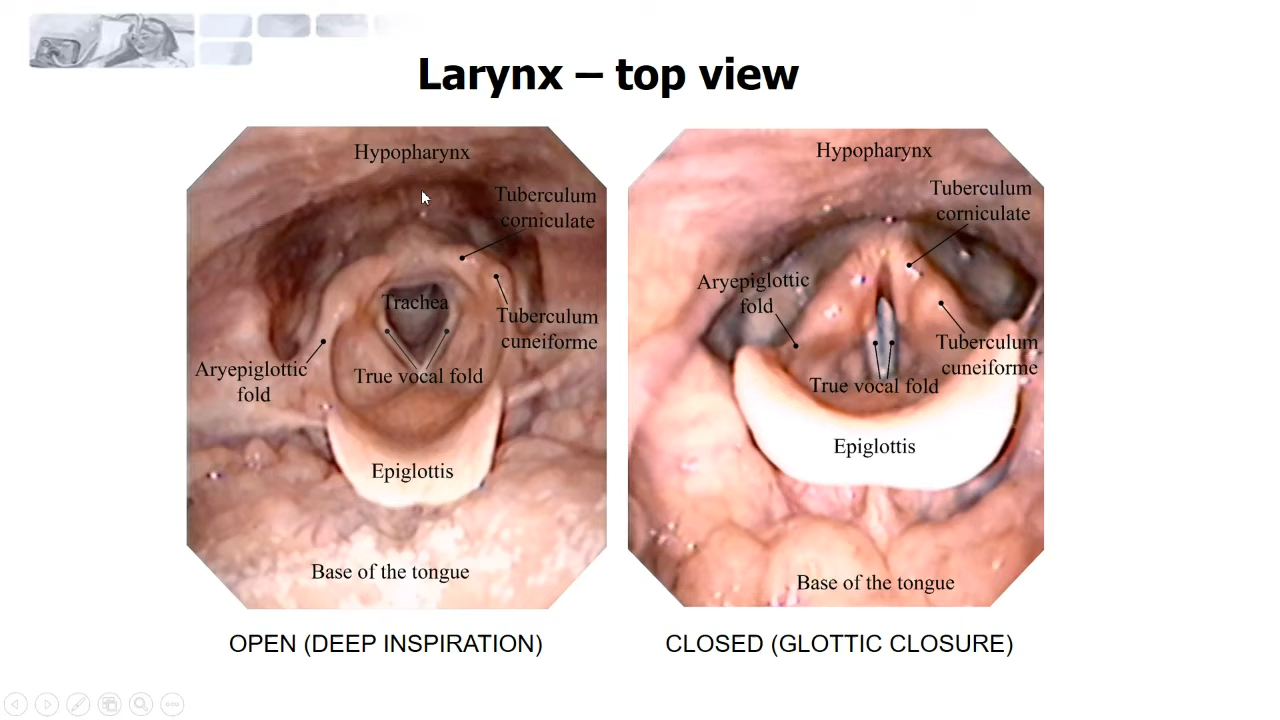 Larynx – top view
Hypopharynx
Tuberculum
corniculate
Trachea
Tuberculum
cuneiforme
Aryepiglottic
fold
True vocal fold
Epiglottis
Base of the tongue
OPEN (DEEP INSPIRATION)
Hypopharynx
Tuberculum
corniculate
Aryepiglottic
fold
Tuberculum
cuneiforme
True vocal fold
Epiglottis
Base of the tongue
CLOSED (GLOTTIC CLOSURE)